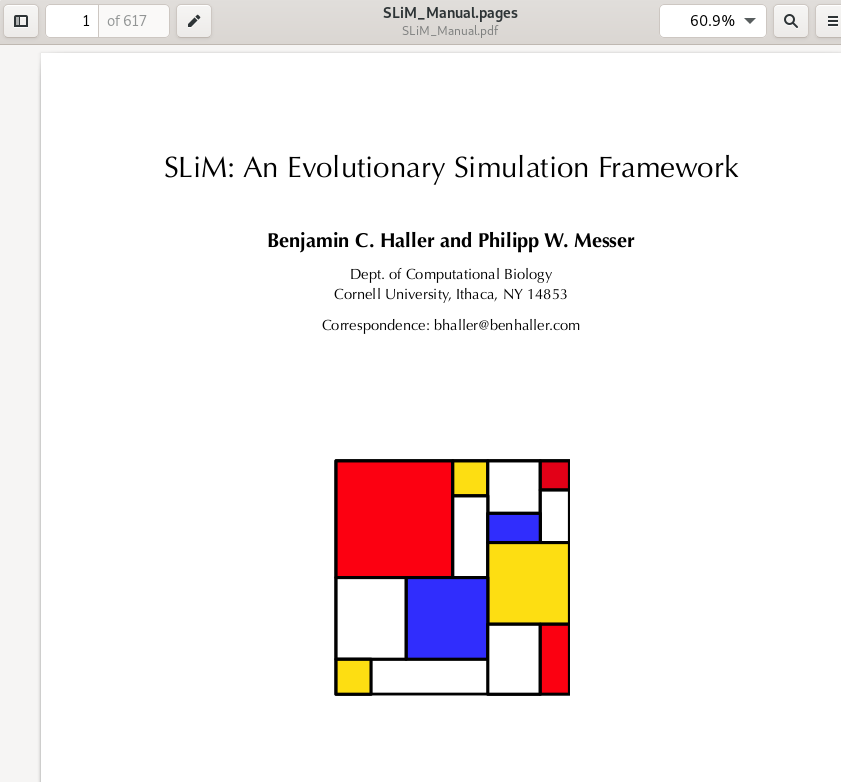 1 of 617
SLiM_Manual.pages
SLiM_Manual.pdf
60.9%
SLiM: An Evolutionary Simulation Framework
Benjamin C. Haller and Philipp W. Messer
Dept. of Computational Biology
Cornell University, Ithaca, NY 14853
Correspondence: bhaller@benhaller.com